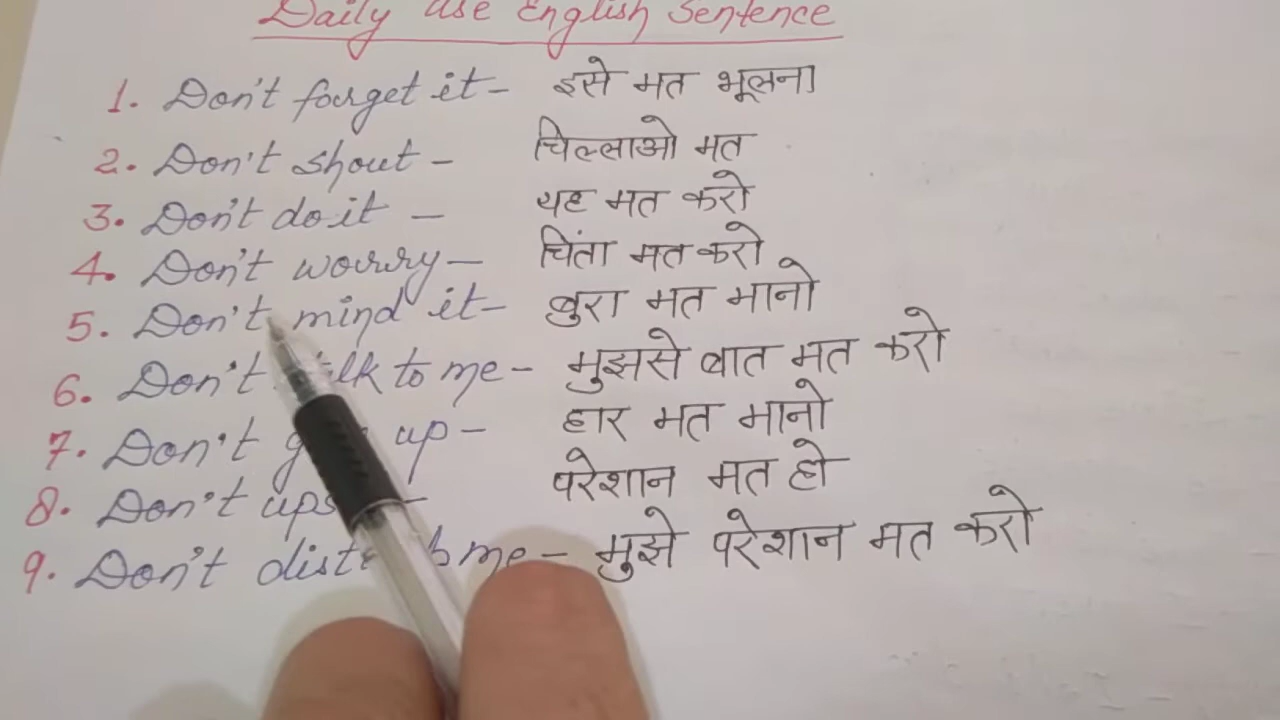 Daily Use English Sentence
1. Don't forget it - इसे मत भूलना
2. Don't shout - चिल्लाओ मत
3. Don't do it - यह मत करो
4. Don't worry - चिंता मत करो
5. Don't mind it - बुरा मत मानो
6. Don't to me - मुझसे बात मत करो
7. Don't up - हार मत मानो
8. Don't - परेशान मत हो
9. Don't me - मुझे परेशान मत करो